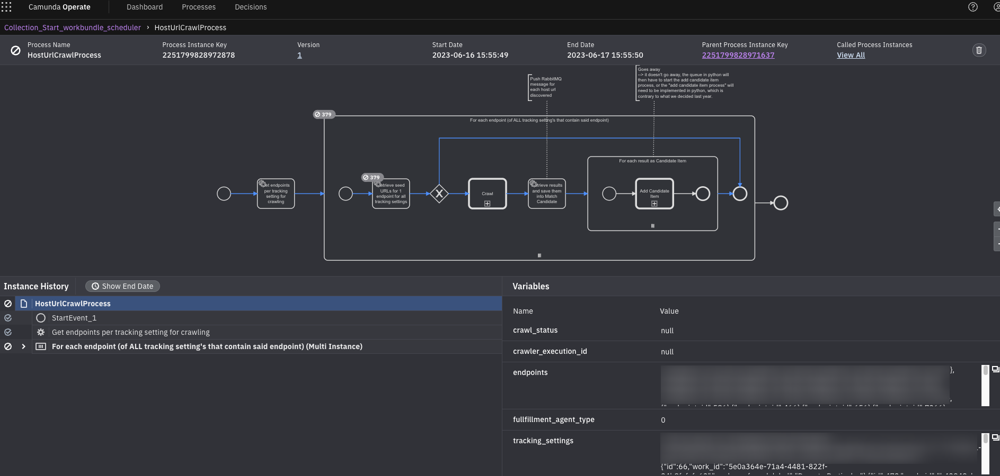 Camunda Operate
Dashboard
Processes
Decisions
Collection_Start_workbundle_scheduler › HostUrlCrawlProcess
Process Name
HostUrlCrawlProcess
Process Instance Key
2251799828972878
Version
1
Start Date
2023-06-16 15:55:49
End Date
2023-06-17 15:55:50
Parent Process Instance Key
2251799828971637
Called Process Instances
View All
Goes away
--> it doesn't go away, the queue in python will
then have to start the add candidate item
process, or the "add candidate item process" will
need to be implemented in python, which is
contrary to what we decided last year.
Push RabbitMQ
message for
each host url
discovered
379
For each endpoint (of ALL tracking setting's that contain said endpoint)
For each result as Candidate Item
379
endpoints
per tracking
setting for
crawling
seed
URLs for 1
endpoint for all
tracking settings
X
Crawl
results
and save them
into Match
Candidate
Add Candidate
Item
Instance History
Show End Date
HostUrlCrawlProcess
StartEvent_1
Get endpoints per tracking setting for crawling
For each endpoint (of ALL tracking setting's that contain said endpoint) (Multi Instance)
Variables
Name
Value
crawl_status
null
crawler_execution_id
null
endpoints
},
,
fullfillment_agent_type
0
tracking_settings
{"id":66,"work_id":"5e0a364e-71a4-4481-822f-